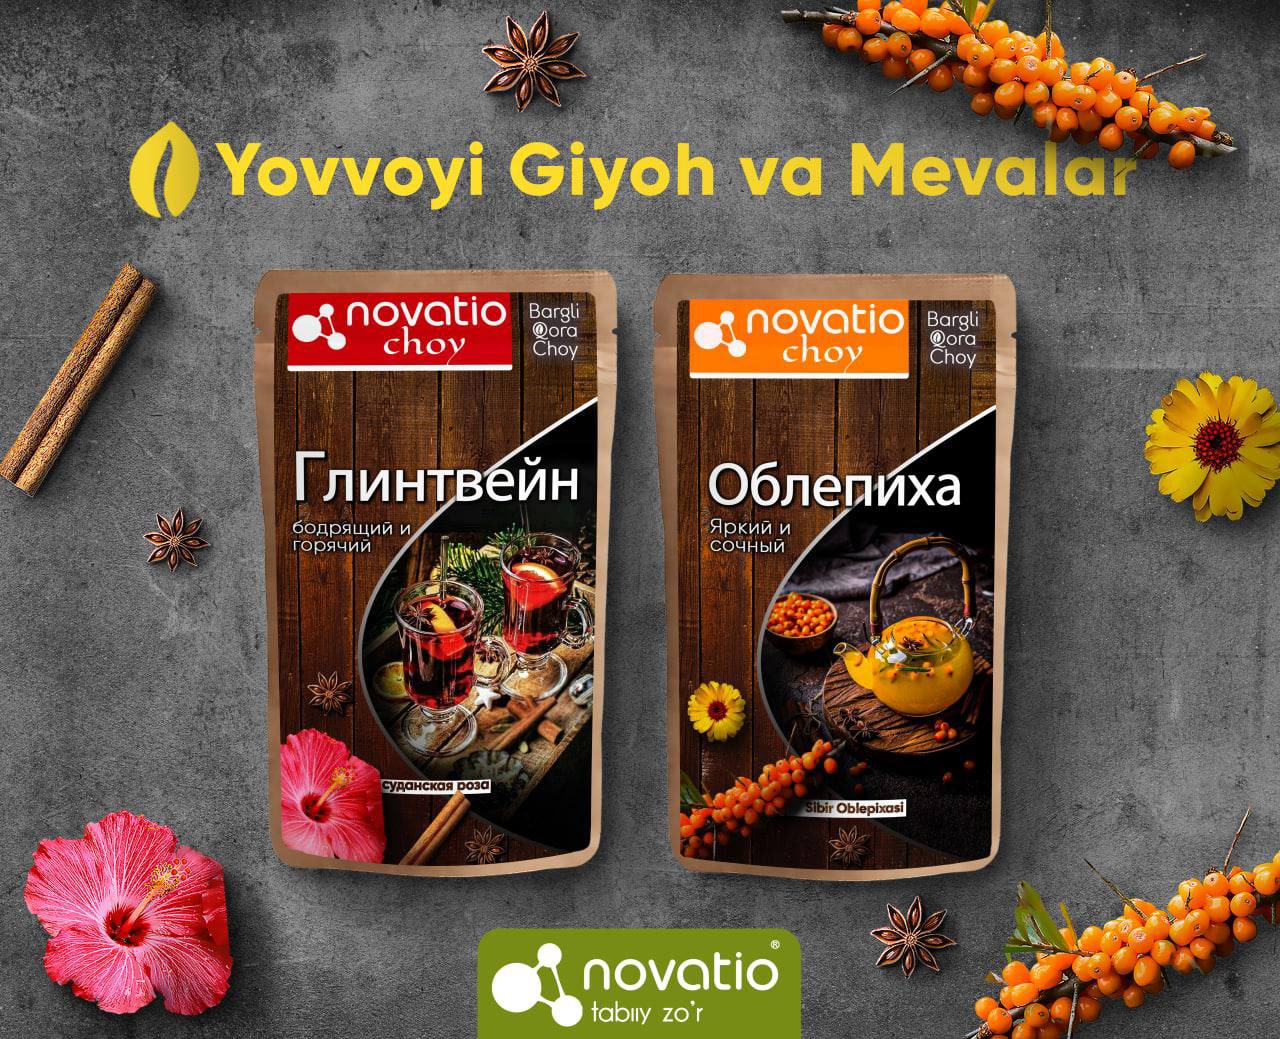 Yovvoyi Giyoh va Mevalar
novatio
choy
Bargli
Qora
Choy
Глинтвейн
бодрящий и
горячий
суданская роза
novatio
choy
Bargli
Qora
Choy
Облепиха
Яркий и
сочный
Sibir Oblepixasi
novatio®
tabiiy zo'r